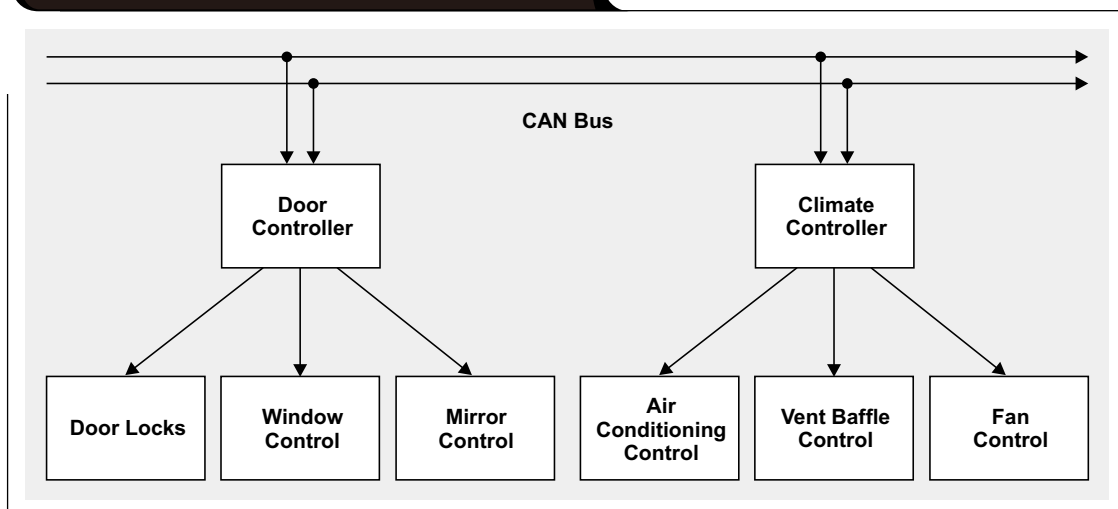 CAN Bus
Door
Controller
Climate
Controller
Door Locks
Window
Control
Mirror
Control
Air
Conditioning
Control
Vent Baffle
Control
Fan
Control